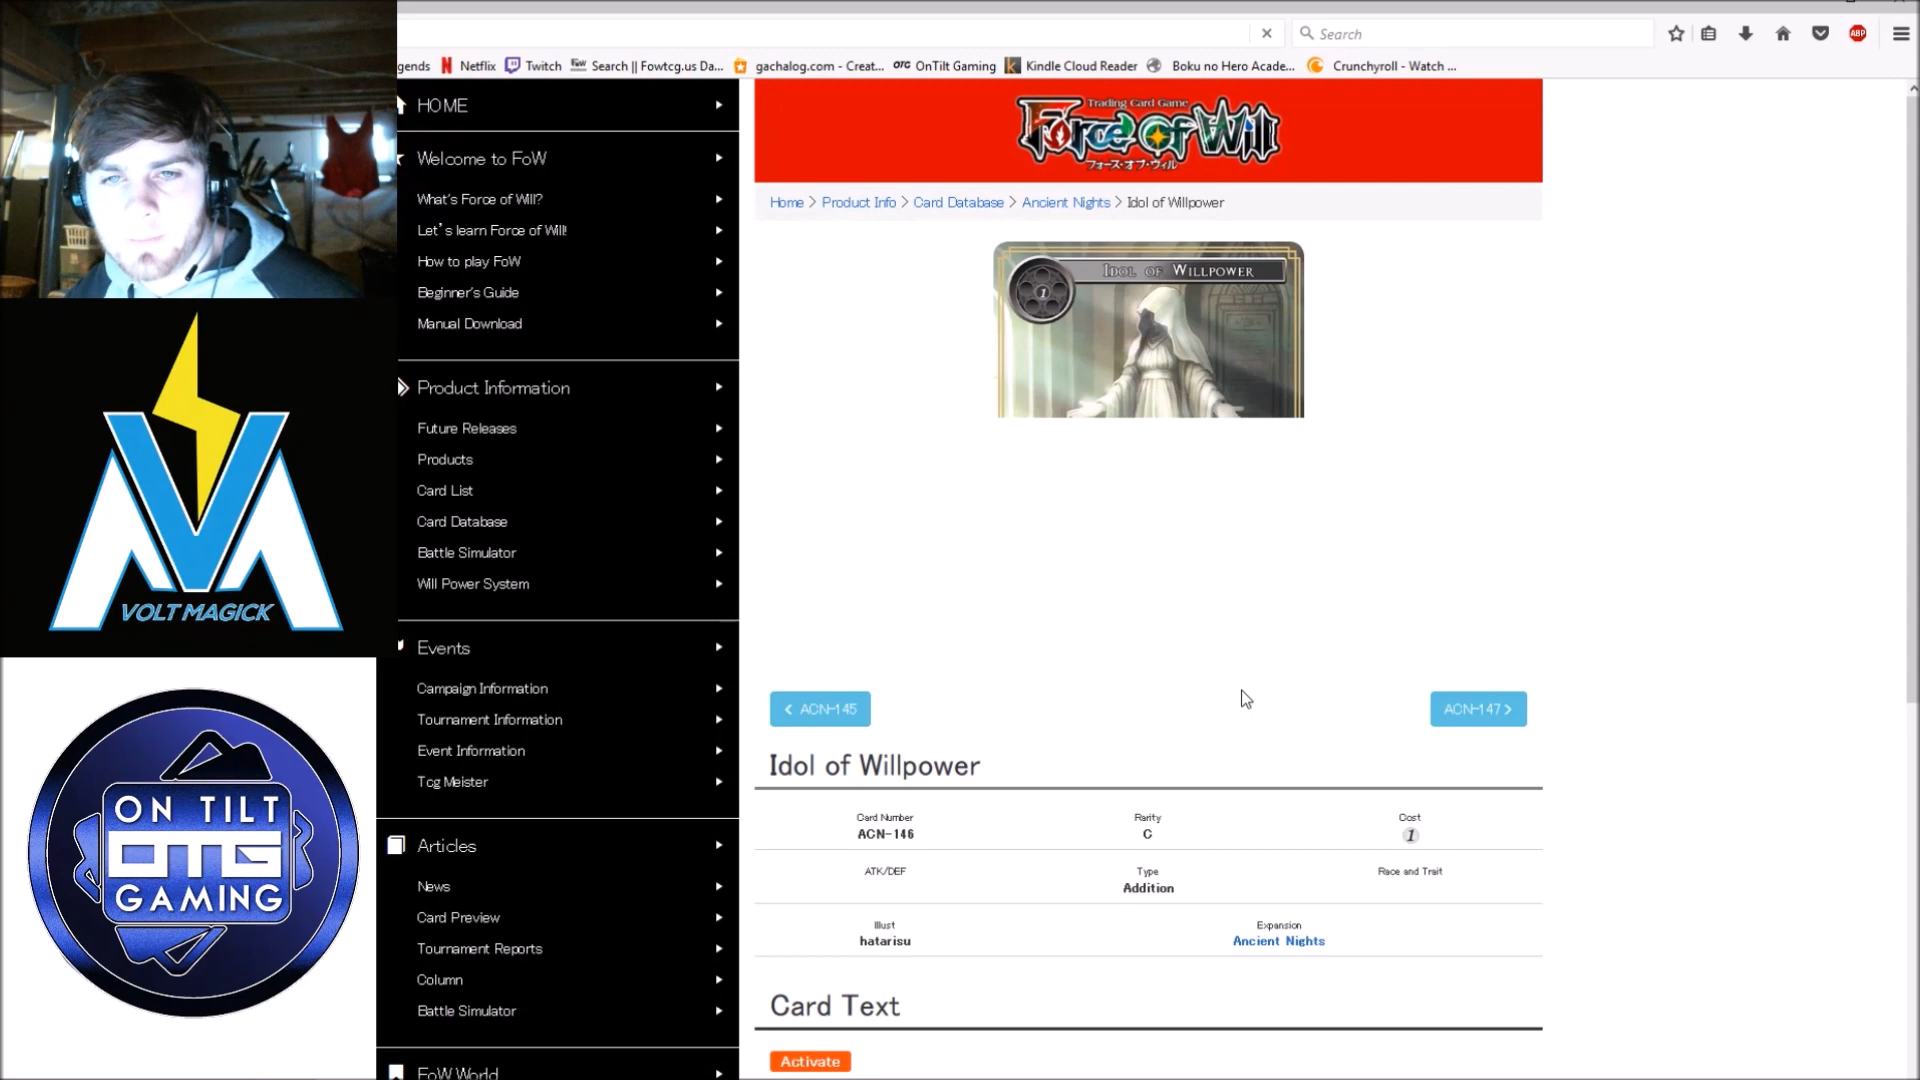 Search
gends Netflix Twitch Search || Fowtcg.us Da... gachalog.com - Creat... OTG OnTilt Gaming Kindle Cloud Reader Boku no Hero Acade... Crunchyroll - Watch ...
ABP
HOME
Welcome to FoW
What's Force of Will?
Let's learn Force of Will!
How to play FoW
Beginner's Guide
Manual Download
Product Information
Future Releases
Products
Card List
Card Database
Battle Simulator
Will Power System
Events
Campaign Information
Tournament Information
Event Information
Tcg Meister
Articles
News
Card Preview
Tournament Reports
Column
Battle Simulator
FoW World
Trading Card Game
Force of Will
フォース・オブ・ウィル
Home > Product Info > Card Database > Ancient Nights > Idol of Willpower
1
IDOL OF WILLPOWER
< ACN-145
ACN-147 >
Idol of Willpower
Card Number
ACN-146
Rarity
C
Cost
1
ATK/DEF
Type
Addition
Race and Trait
Illust
hatarisu
Expansion
Ancient Nights
Card Text
Activate
VOLT MAGICK
ON TILT
OTG
GAMING